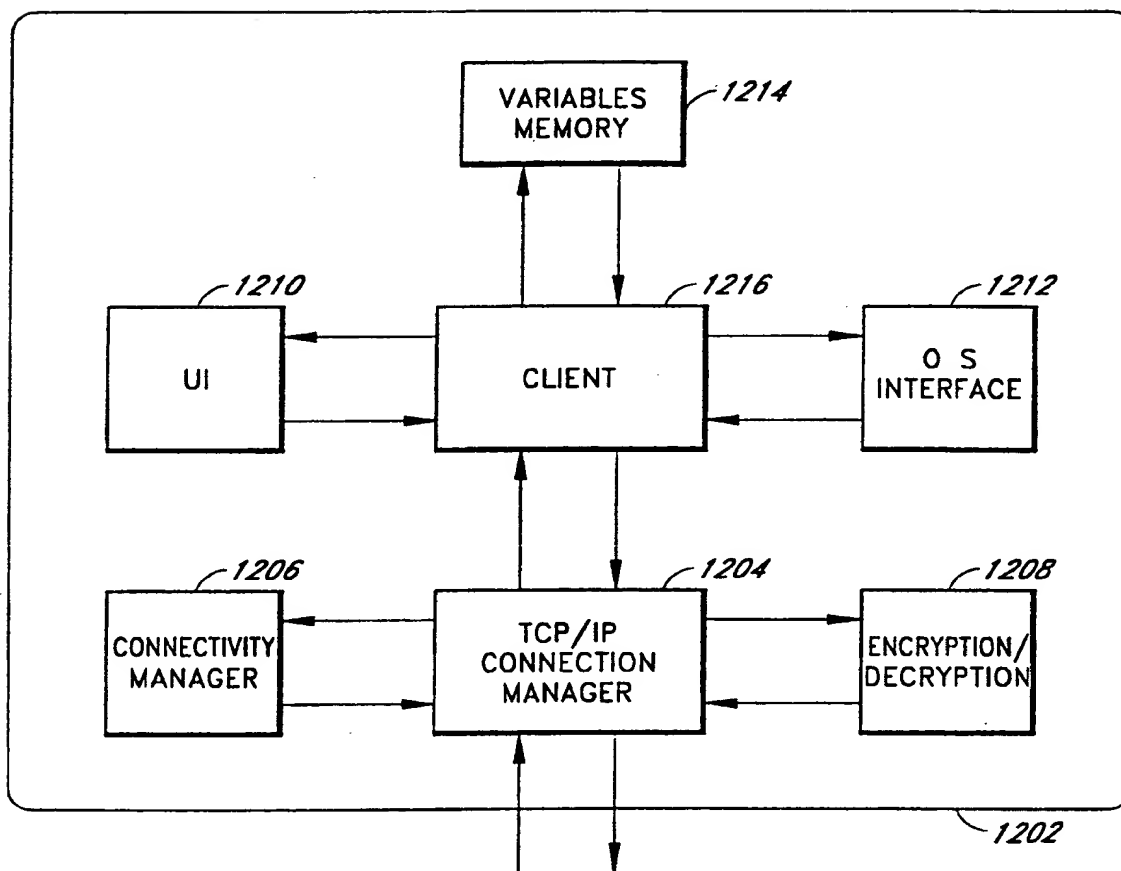 VARIABLES
MEMORY
1214
1210
1216
1212
UI
CLIENT
O S
INTERFACE
1206
1204
1208
CONNECTIVITY
MANAGER
TCP/IP
CONNECTION
MANAGER
ENCRYPTION/
DECRYPTION
1202